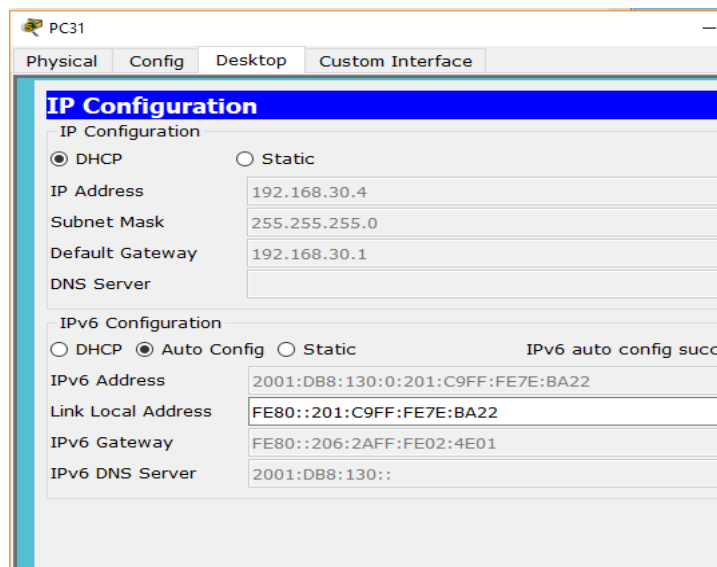 PC31
Physical Config Desktop Custom Interface
IP Configuration
IP Configuration
DHCP Static
IP Address 192.168.30.4
Subnet Mask 255.255.255.0
Default Gateway 192.168.30.1
DNS Server
IPv6 Configuration
DHCP Auto Config Static IPv6 auto config succ
IPv6 Address 2001:DB8:130:0:201:C9FF:FE7E:BA22
Link Local Address FE80::201:C9FF:FE7E:BA22
IPv6 Gateway FE80::206:2AFF:FE02:4E01
IPv6 DNS Server 2001:DB8:130::